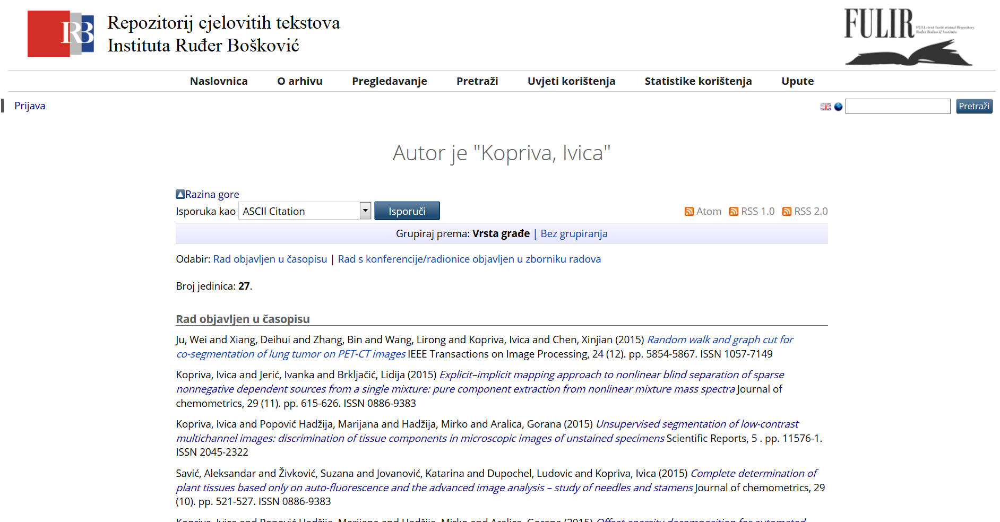 RB
Repozitorij cjelovitih tekstova
Instituta Ruđer Bošković
FULIR
FULL-text Institutional Repository
Ruđer Bošković Institute
Naslovnica O arhivu Pregledavanje Pretraži Uvjeti korištenja Statistike korištenja Upute
Prijava
Pretraži
Autor je "Kopriva, Ivica"
Razina gore
Isporuka kao ASCII Citation Isporuči Atom RSS 1.0 RSS 2.0
Grupiraj prema: Vrsta građe | Bez grupiranja
Odabir: Rad objavljen u časopisu | Rad s konferencije/radionice objavljen u zborniku radova
Broj jedinica: 27.
Rad objavljen u časopisu
Ju, Wei and Xiang, Deihui and Zhang, Bin and Wang, Lirong and Kopriva, Ivica and Chen, Xinjian (2015) Random walk and graph cut for
co-segmentation of lung tumor on PET-CT images IEEE Transactions on Image Processing, 24 (12). pp. 5854-5867. ISSN 1057-7149
Kopriva, Ivica and Jerić, Ivanka and Brkljačić, Lidija (2015) Explicit–implicit mapping approach to nonlinear blind separation of sparse
nonnegative dependent sources from a single mixture: pure component extraction from nonlinear mixture mass spectra Journal of
chemometrics, 29 (11). pp. 615-626. ISSN 0886-9383
Kopriva, Ivica and Popović Hadžija, Marijana and Hadžija, Mirko and Aralica, Gorana (2015) Unsupervised segmentation of low-contrast
multichannel images: discrimination of tissue components in microscopic images of unstained specimens Scientific Reports, 5 . pp. 11576-1.
ISSN 2045-2322
Savić, Aleksandar and Živković, Suzana and Jovanović, Katarina and Dupochel, Ludovic and Kopriva, Ivica (2015) Complete determination of
plant tissues based only on auto-fluorescence and the advanced image analysis – study of needles and stamens Journal of chemometrics, 29
(10). pp. 521-527. ISSN 0886-9383
Kopriva, Ivica and Popović Hadžija, Marijana and Hadžija, Mirko and Aralica, Gorana (2015) Offset-sparsity decomposition for automated